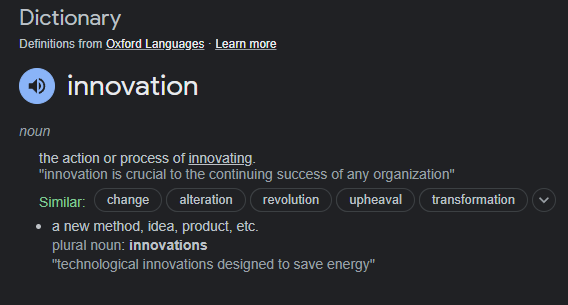 Dictionary
Definitions from Oxford Languages · Learn more
innovation
noun
the action or process of innovating.
"innovation is crucial to the continuing success of any organization"
Similar: change alteration revolution upheaval transformation
• a new method, idea, product, etc.
plural noun: innovations
"technological innovations designed to save energy"